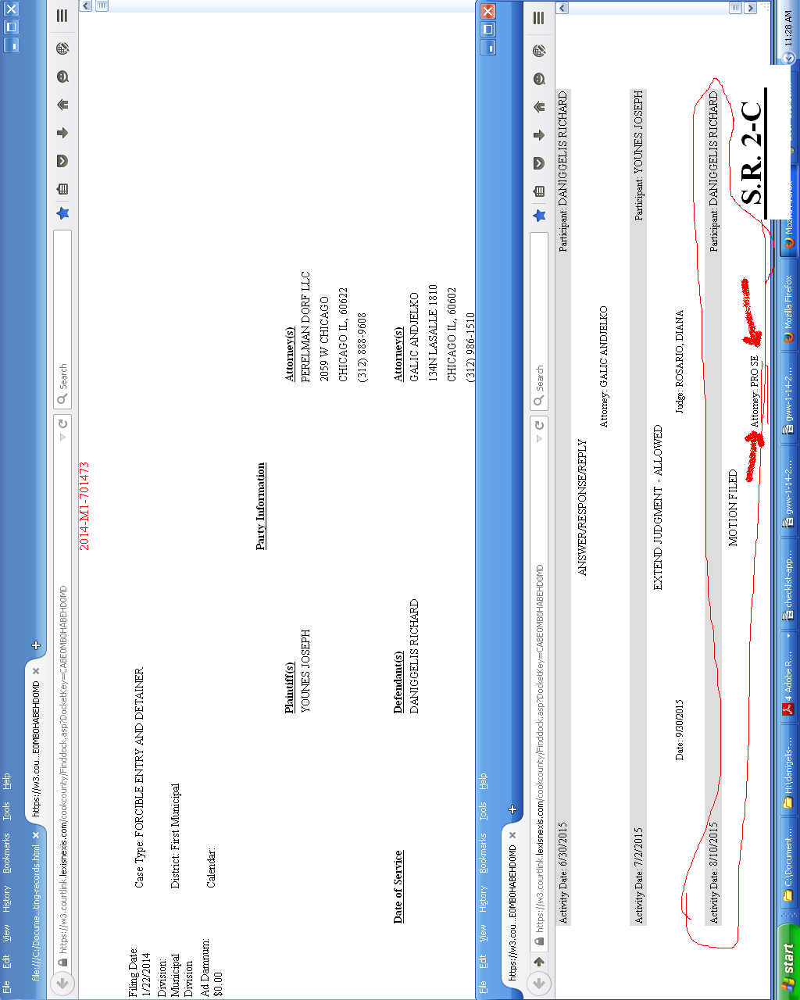 File Edit View History Bookmarks Tools Help
file:///C:/Docume...ting-records.html × https://w3.cou...E0MB0HABEHD0MD × +
https://w3.courtlink.lexisnexis.com/cookcounty/Finddock.asp?DocketKey=CABE0MB0HABEHD0MD Search
2014-M1-701473
Filing Date: 1/22/2014 Case Type: FORCIBLE ENTRY AND DETAINER
Division: Municipal Division District: First Municipal
Ad Damnum: $0.00 Calendar:
Party Information
Plaintiff(s) Attorney(s)
YOUNES JOSEPH PERELMAN DORF LLC
2059 W CHICAGO
CHICAGO IL, 60622
(312) 888-9608
Date of Service Defendant(s) Attorney(s)
DANIGGELIS RICHARD GALIC ANDJELKO
134N LASALLE 1810
CHICAGO IL, 60602
(312) 986-1510
File Edit View History Bookmarks Tools Help
https://w3.cou...E0MB0HABEHD0MD × +
https://w3.courtlink.lexisnexis.com/cookcounty/Finddock.asp?DocketKey=CABE0MB0HABEHD0MD Search
Activity Date: 6/30/2015 Participant: DANIGGELIS RICHARD
ANSWER/RESPONSE/REPLY
Attorney: GALIC ANDJELKO
Activity Date: 7/2/2015 Participant: YOUNES JOSEPH
EXTEND JUDGMENT - ALLOWED
Date: 9/30/2015 Judge: ROSARIO, DIANA
Activity Date: 8/10/2015 Participant: DANIGGELIS RICHARD
MOTION FILED
Attorney: PRO SE
S.R. 2-C
start C:\Document... H:\danigelis-... 4 Adobe R... checklist-app... gww-1-14-2... gww-1-14-2... Mozilla Firefox Mozilla Firefox 11:28 AM